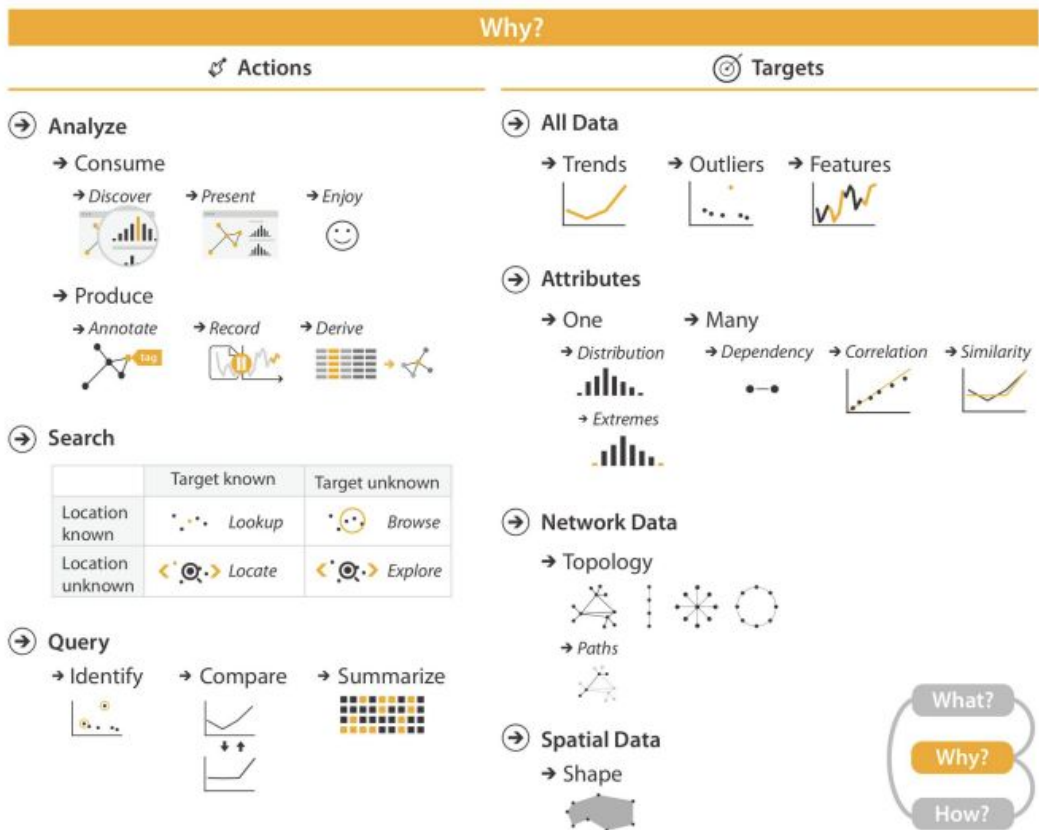 Why?
Actions
Analyze
Consume
Discover
Present
Enjoy
Produce
Annotate
Record
Derive
tag
Search
Target known
Target unknown
Location known
Lookup
Browse
Location unknown
Locate
Explore
Query
Identify
Compare
Summarize
Targets
All Data
Trends
Outliers
Features
Attributes
One
Many
Distribution
Dependency
Correlation
Similarity
Extremes
Network Data
Topology
Paths
Spatial Data
Shape
What?
Why?
How?